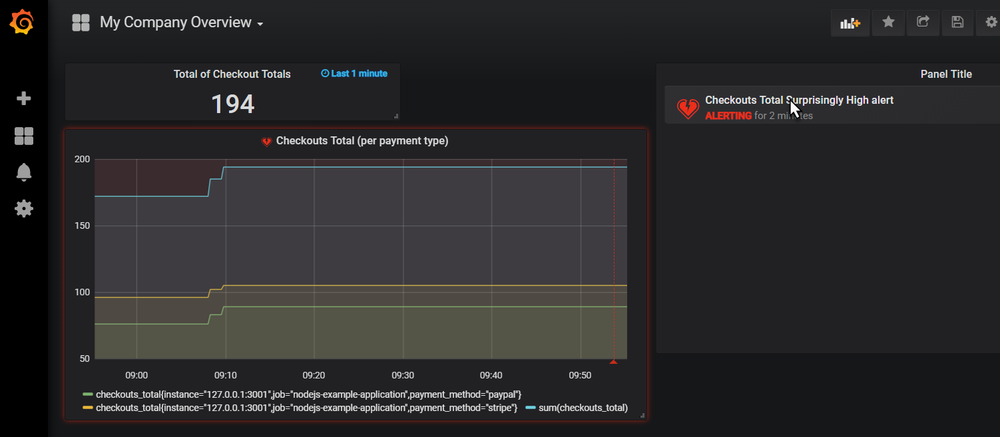 My Company Overview
Total of Checkout Totals
Last 1 minute
194
Panel Title
Checkouts Total Surprisingly High alert
ALERTING for 2 minutes
Checkouts Total (per payment type)
200
150
100
50
09:00 09:10 09:20 09:30 09:40 09:50
checkouts_total{instance="127.0.0.1:3001",job="nodejs-example-application",payment_method="paypal"}
checkouts_total{instance="127.0.0.1:3001",job="nodejs-example-application",payment_method="stripe"} sum(checkouts_total)